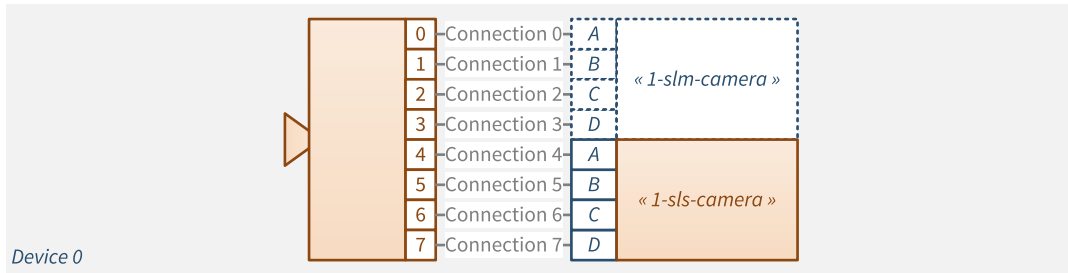 0 Connection 0 A
1 Connection 1 B
2 Connection 2 C
3 Connection 3 D
« 1-slm-camera »
4 Connection 4 A
5 Connection 5 B
6 Connection 6 C
7 Connection 7 D
« 1-sls-camera »
Device 0